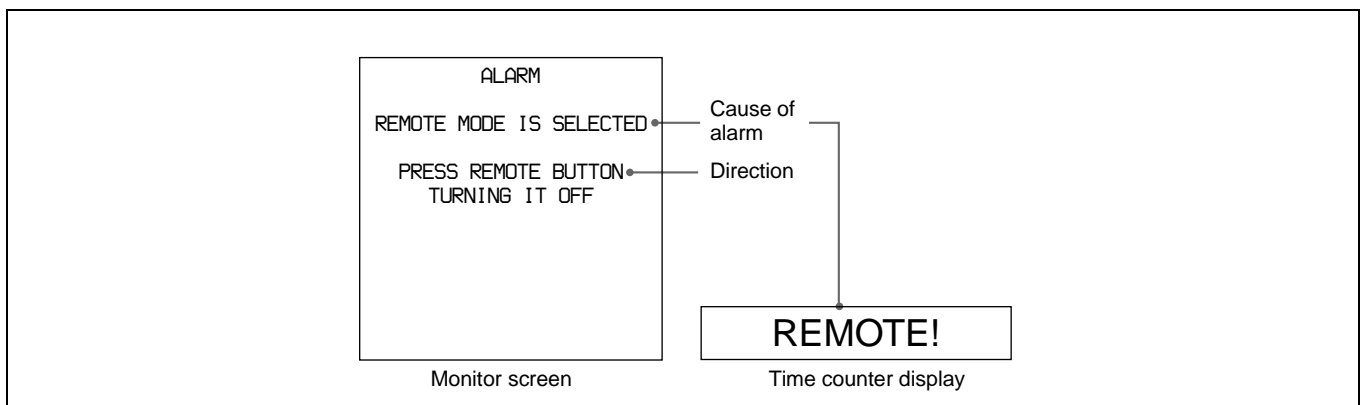 ALARM
REMOTE MODE IS SELECTED
PRESS REMOTE BUTTON
TURNING IT OFF
Cause of
alarm
Direction
REMOTE!
Monitor screen
Time counter display